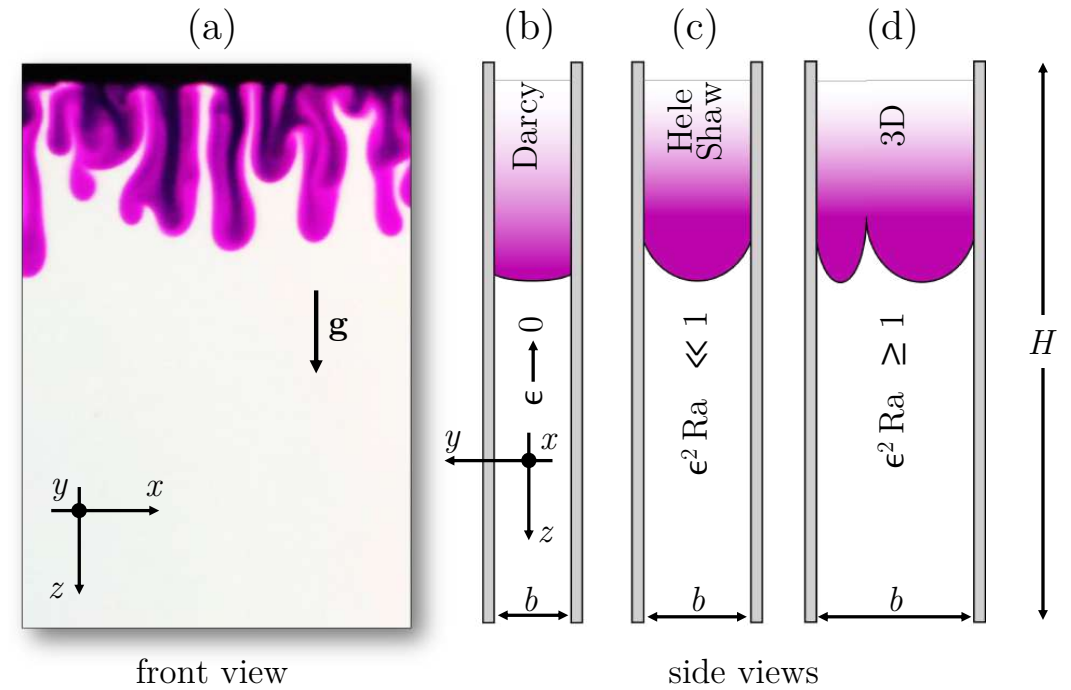 (a)
(b)
(c)
(d)
Darcy
Hele
Shaw
3D
g
H
ϵ → 0
ϵ² Ra ≪ 1
ϵ² Ra ≥ 1
y
x
z
y
x
z
b
b
b
front view
side views